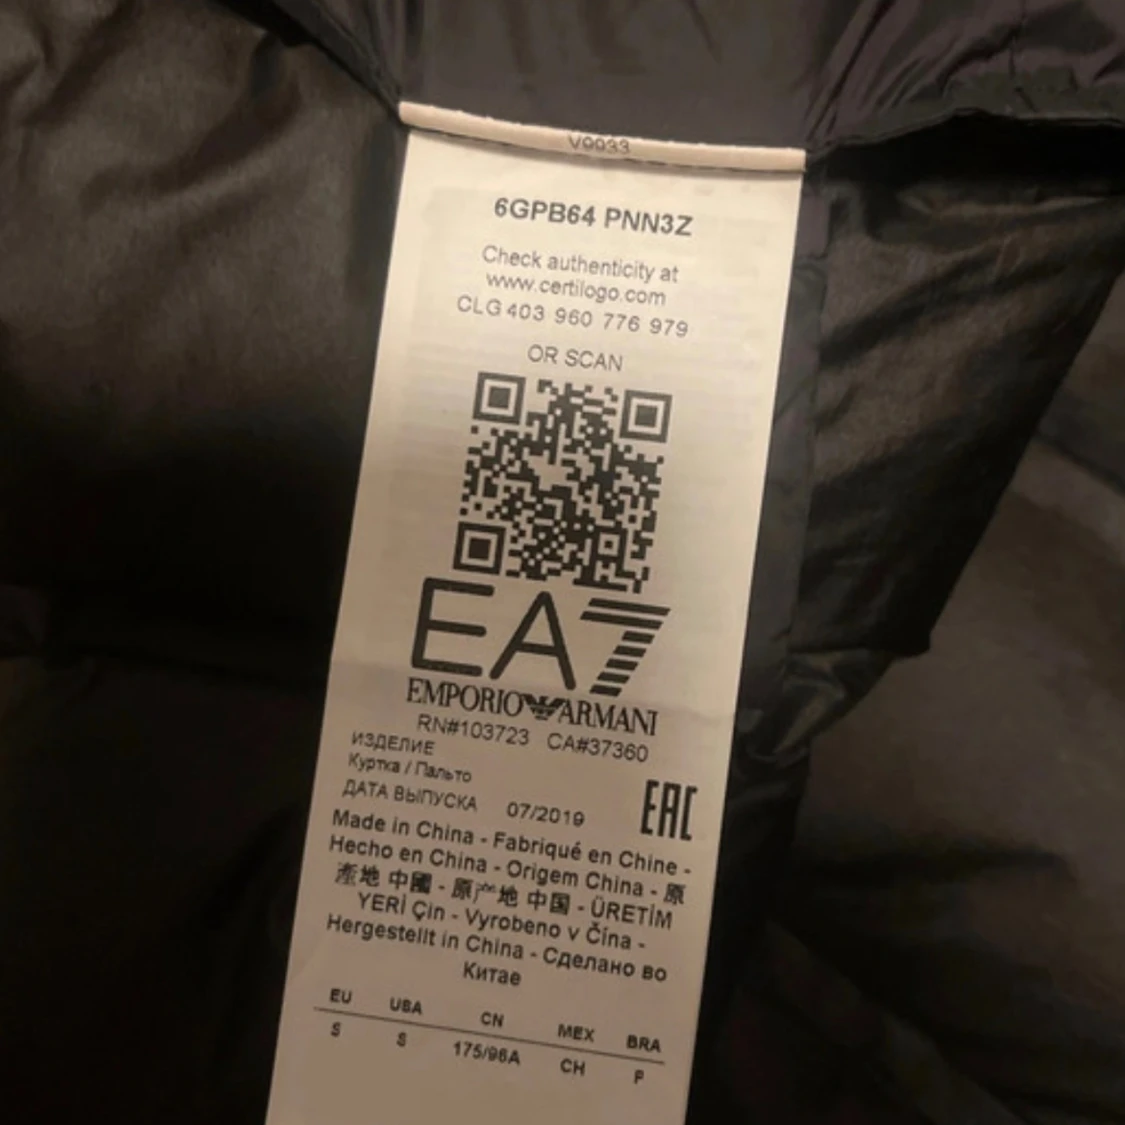 V0033
6GPB64 PNN3Z
Check authenticity at
www.certilogo.com
CLG 403 960 776 979
OR SCAN
EA7
EMPORIO ARMANI
RN#103723 CA#37360
ИЗДЕЛИЕ
Куртка / Пальто
ДАТА ВЫПУСКА 07/2019
EAC
Made in China - Fabriqué en Chine -
Hecho en China - Origem China - 原
產地 中國 - 原产地 中国 - ÜRETİM
YERİ Çin - Vyrobeno v Čína -
Hergestellt in China - Сделано во
Китае
EU USA CN MEX BRA
S S 175/96A CH P